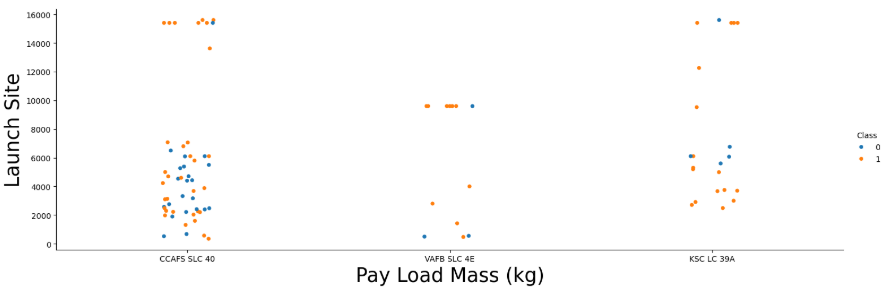 16000
14000
12000
10000
8000
6000
4000
2000
0
Launch Site
CCAFS SLC 40
VAFB SLC 4E
KSC LC 39A
Pay Load Mass (kg)
Class
0
1